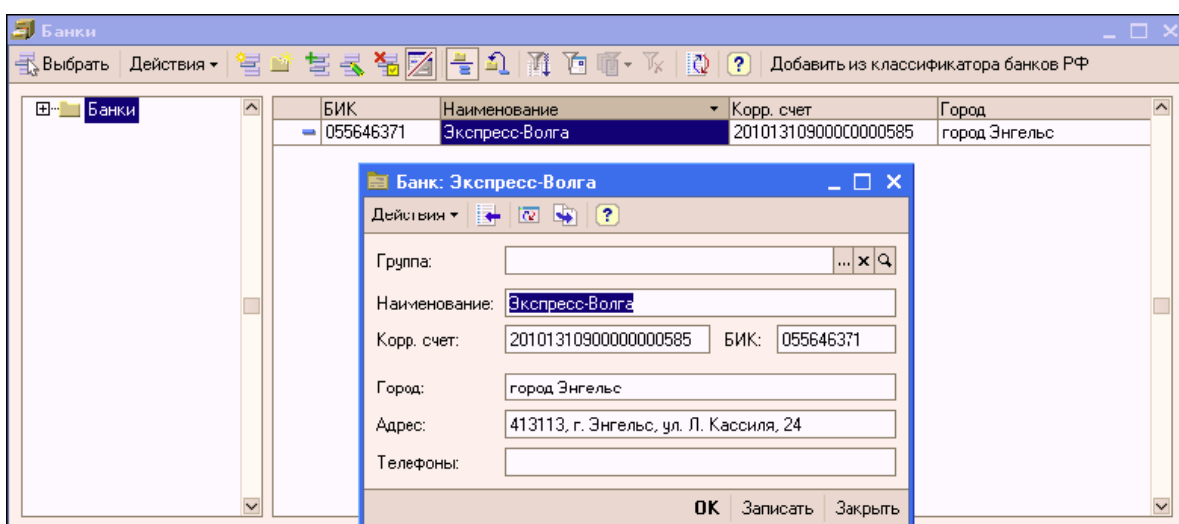 Банки
Выбрать Действия Добавить из классификатора банков РФ
Банки
БИК Наименование Корр. счет Город
055646371 Экспресс-Волга 20101310900000000585 город Энгельс
Банк: Экспресс-Волга
Действия
Группа:
Наименование: Экспресс-Волга
Корр. счет: 20101310900000000585 БИК: 055646371
Город: город Энгельс
Адрес: 413113, г. Энгельс, ул. Л. Кассиля, 24
Телефоны:
OK Записать Закрыть